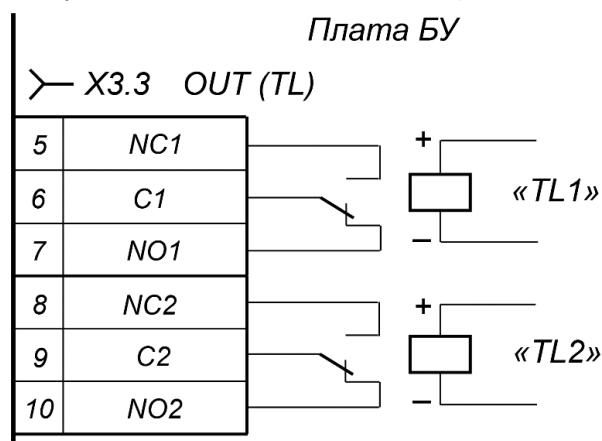 Плата БУ
X3.3 OUT (TL)
5 NC1
6 C1
7 NO1
8 NC2
9 C2
10 NO2
+
«TL1»
–
+
«TL2»
–